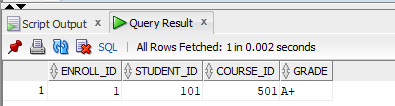 Script Output x Query Result x
SQL | All Rows Fetched: 1 in 0.002 seconds
ENROLL_ID STUDENT_ID COURSE_ID GRADE
1 1 101 501 A+